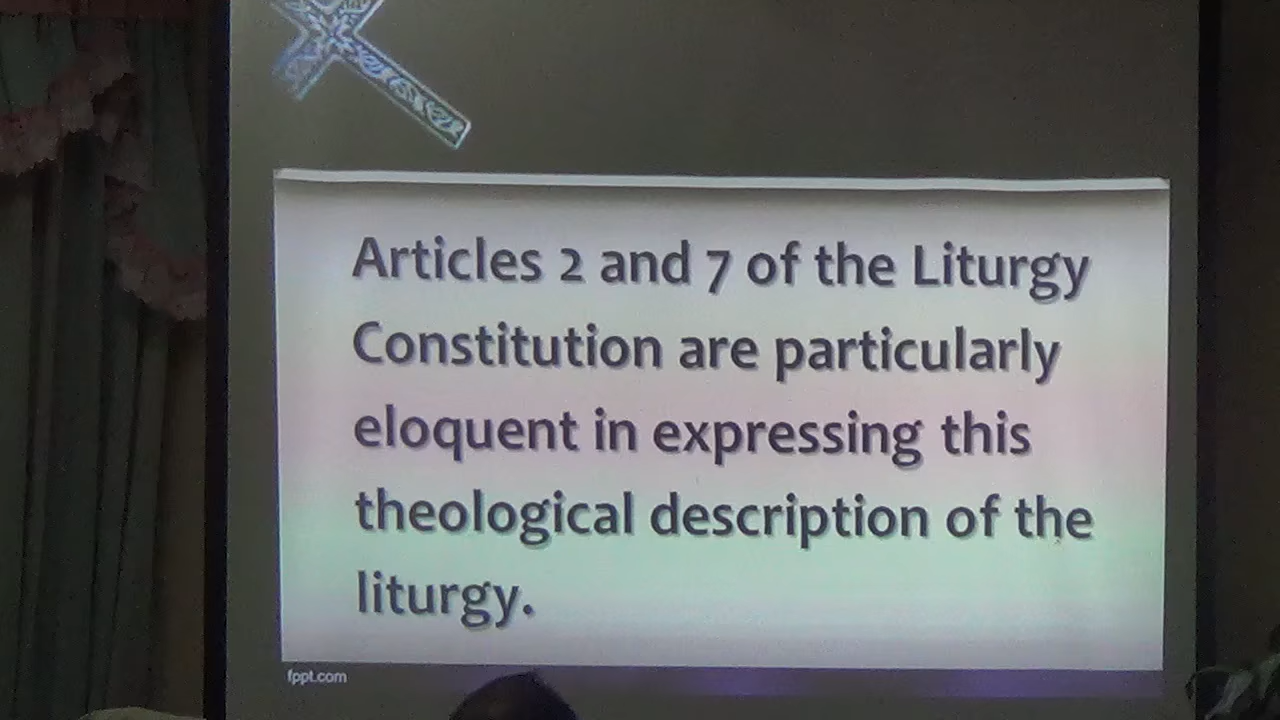 Articles 2 and 7 of the Liturgy
Constitution are particularly
eloquent in expressing this
theological description of the
liturgy.
fppt.com